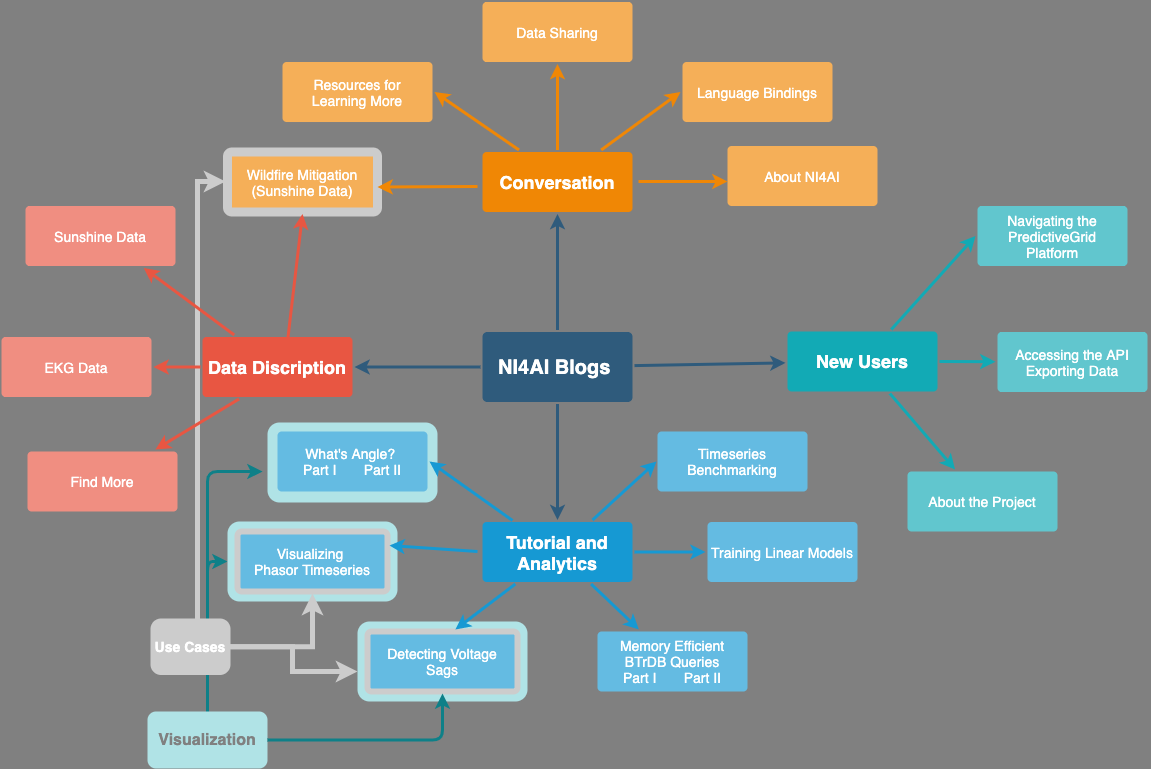 Data Sharing
Resources for
Learning More
Language Bindings
Wildfire Mitigation
(Sunshine Data)
Conversation
About NI4AI
Sunshine Data
Navigating the
PredictiveGrid
Platform
EKG Data
Data Discription
NI4AI Blogs
New Users
Accessing the API
Exporting Data
What's Angle?
Part I Part II
Timeseries
Benchmarking
Find More
About the Project
Visualizing
Phasor Timeseries
Tutorial and
Analytics
Training Linear Models
Use Cases
Detecting Voltage
Sags
Memory Efficient
BTrDB Queries
Part I Part II
Visualization